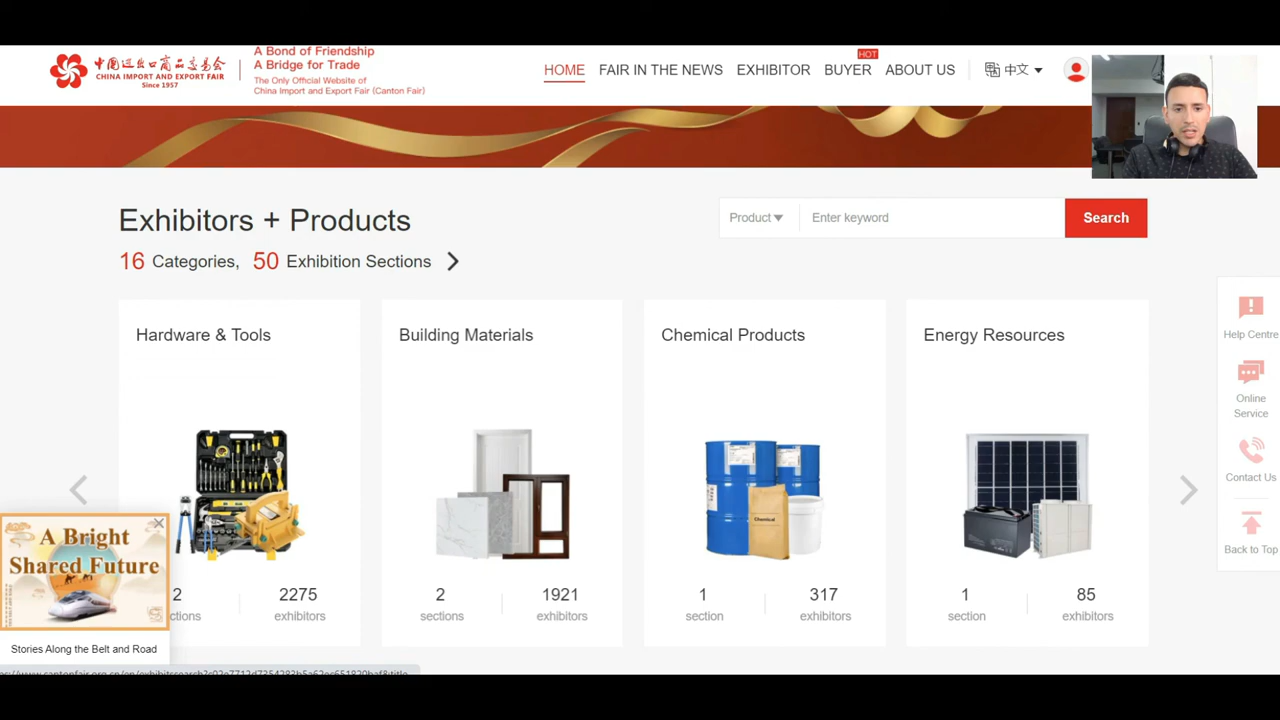 中国进出口商品交易会
CHINA IMPORT AND EXPORT FAIR
Since 1957
A Bond of Friendship
A Bridge for Trade
The Only Official Website of
China Import and Export Fair (Canton Fair)
HOME
FAIR IN THE NEWS
EXHIBITOR
HOT
BUYER
ABOUT US
中文
Exhibitors + Products
Product
Enter keyword
Search
16 Categories, 50 Exhibition Sections
Hardware & Tools
Building Materials
Chemical Products
Energy Resources
Chemical
2
ctions
2275
exhibitors
2
sections
1921
exhibitors
1
section
317
exhibitors
1
section
85
exhibitors
Help Centre
Online
Service
Contact Us
Back to Top
A Bright
Shared Future
Stories Along the Belt and Road